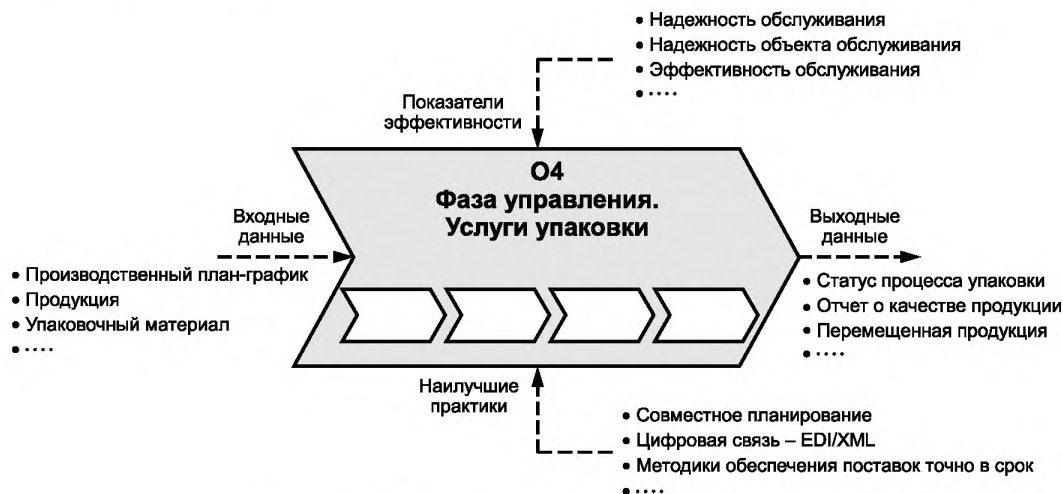 • Надежность обслуживания
• Надежность объекта обслуживания
• Эффективность обслуживания
• ····
Показатели
эффективности
О4
Фаза управления.
Услуги упаковки
Входные
данные
• Производственный план-график
• Продукция
• Упаковочный материал
• ····
Выходные
данные
• Статус процесса упаковки
• Отчет о качестве продукции
• Перемещенная продукция
• ····
Наилучшие
практики
• Совместное планирование
• Цифровая связь – EDI/XML
• Методики обеспечения поставок точно в срок
• ····